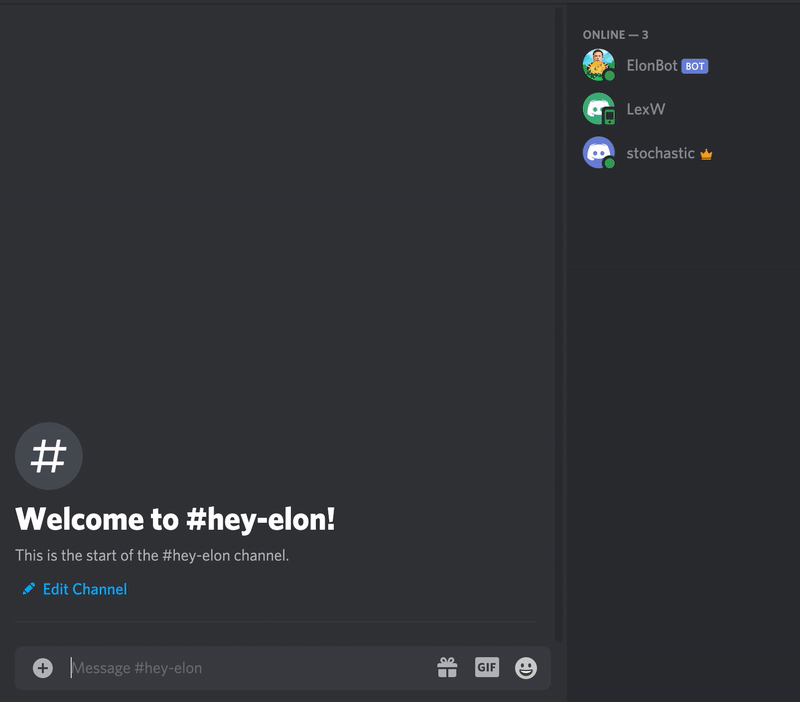 ONLINE — 3
ElonBot BOT
LexW
stochastic
#
Welcome to #hey-elon!
This is the start of the #hey-elon channel.
Edit Channel
Message #hey-elon
GIF